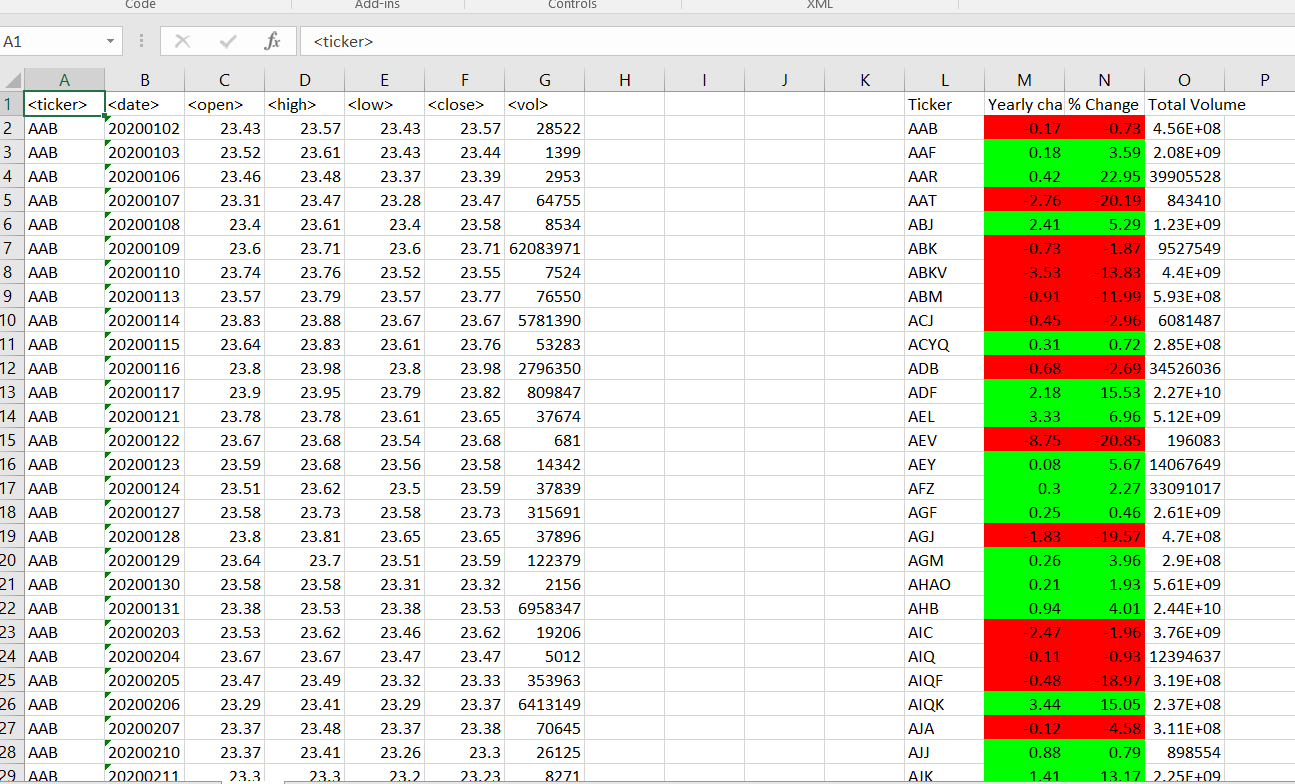 Code Add-ins Controls XML
A1 fx <ticker>
A B C D E F G H I J K L M N O P
1 <ticker> <date> <open> <high> <low> <close> <vol> Ticker Yearly cha % Change Total Volume
2 AAB 20200102 23.43 23.57 23.43 23.57 28522 AAB -0.17 -0.73 4.56E+08
3 AAB 20200103 23.52 23.61 23.43 23.44 1399 AAF 0.18 3.59 2.08E+09
4 AAB 20200106 23.46 23.48 23.37 23.39 2953 AAR 0.42 22.95 39905528
5 AAB 20200107 23.31 23.47 23.28 23.47 64755 AAT -2.76 -20.19 843410
6 AAB 20200108 23.4 23.61 23.4 23.58 8534 ABJ 2.41 5.29 1.23E+09
7 AAB 20200109 23.6 23.71 23.6 23.71 62083971 ABK -0.73 -1.87 9527549
8 AAB 20200110 23.74 23.76 23.52 23.55 7524 ABKV -3.53 -13.83 4.4E+09
9 AAB 20200113 23.57 23.79 23.57 23.77 76550 ABM -0.91 -11.99 5.93E+08
10 AAB 20200114 23.83 23.88 23.67 23.67 5781390 ACJ -0.45 -2.96 6081487
11 AAB 20200115 23.64 23.83 23.61 23.76 53283 ACYQ 0.31 0.72 2.85E+08
12 AAB 20200116 23.8 23.98 23.8 23.98 2796350 ADB -0.68 -2.69 34526036
13 AAB 20200117 23.9 23.95 23.79 23.82 809847 ADF 2.18 15.53 2.27E+10
14 AAB 20200121 23.78 23.78 23.61 23.65 37674 AEL 3.33 6.96 5.12E+09
15 AAB 20200122 23.67 23.68 23.54 23.68 681 AEV -8.75 -20.85 196083
16 AAB 20200123 23.59 23.68 23.56 23.58 14342 AEY 0.08 5.67 14067649
17 AAB 20200124 23.51 23.62 23.5 23.59 37839 AFZ 0.3 2.27 33091017
18 AAB 20200127 23.58 23.73 23.58 23.73 315691 AGF 0.25 0.46 2.61E+09
19 AAB 20200128 23.8 23.81 23.65 23.65 37896 AGJ -1.83 -19.57 4.7E+08
20 AAB 20200129 23.64 23.7 23.51 23.59 122379 AGM 0.26 3.96 2.9E+08
21 AAB 20200130 23.58 23.58 23.31 23.32 2156 AHAO 0.21 1.93 5.61E+09
22 AAB 20200131 23.38 23.53 23.38 23.53 6958347 AHB 0.94 4.01 2.44E+10
23 AAB 20200203 23.53 23.62 23.46 23.62 19206 AIC -2.47 -1.96 3.76E+09
24 AAB 20200204 23.67 23.67 23.47 23.47 5012 AIQ -0.11 -0.93 12394637
25 AAB 20200205 23.47 23.49 23.32 23.33 353963 AIQF -0.48 -18.97 3.19E+08
26 AAB 20200206 23.29 23.41 23.29 23.37 6413149 AIQK 3.44 15.05 2.37E+08
27 AAB 20200207 23.37 23.48 23.37 23.38 70645 AJA -0.12 -4.58 3.11E+08
28 AAB 20200210 23.37 23.41 23.26 23.3 26125 AJJ 0.88 0.79 898554
29 AAB 20200211 23.3 23.3 23.2 23.23 8271 AJK 1.41 13.17 2.25E+09